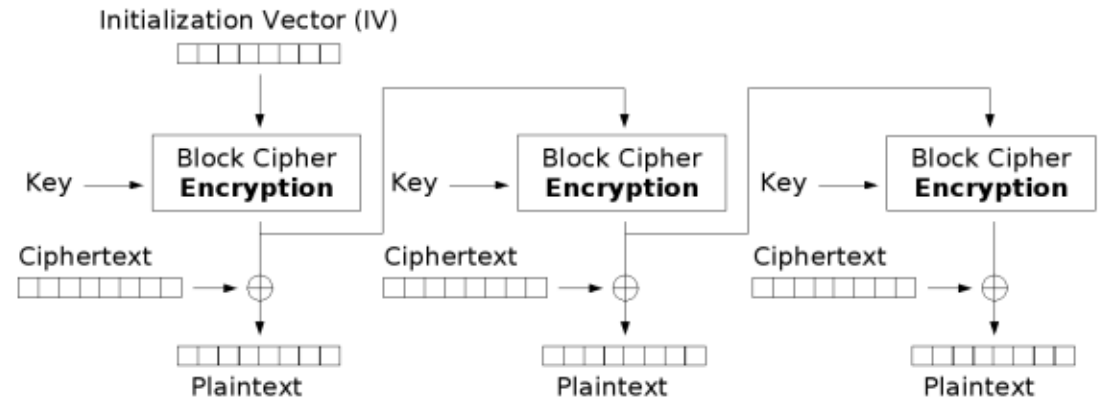 Initialization Vector (IV)
Block Cipher
Encryption
Key
Block Cipher
Encryption
Key
Block Cipher
Encryption
Key
Ciphertext
Ciphertext
Ciphertext
Plaintext
Plaintext
Plaintext